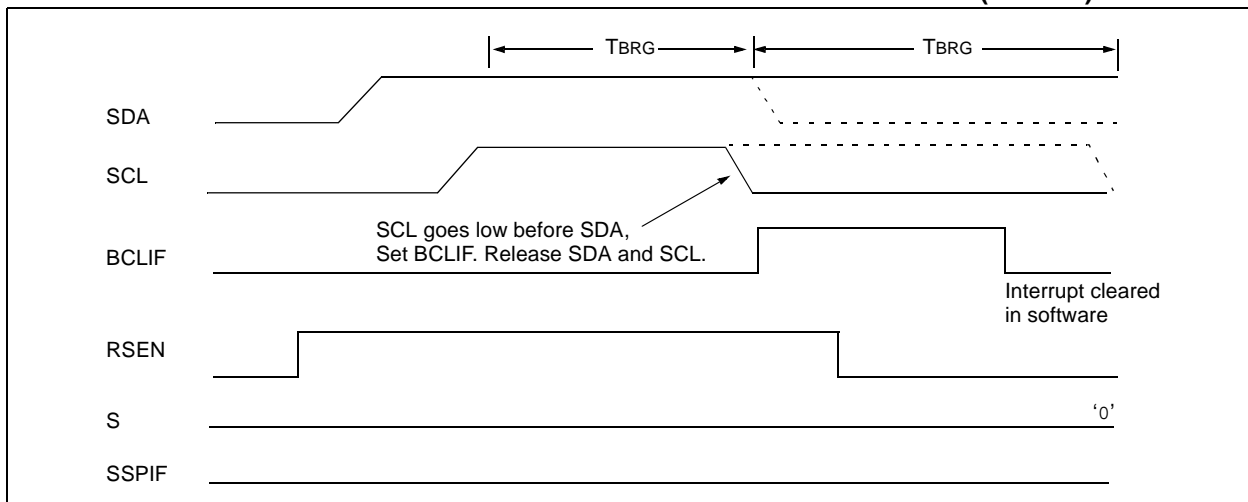 TBRG TBRG
SDA
SCL
SCL goes low before SDA,
Set BCLIF. Release SDA and SCL.
BCLIF
Interrupt cleared
in software
RSEN
S
‘0’
SSPIF